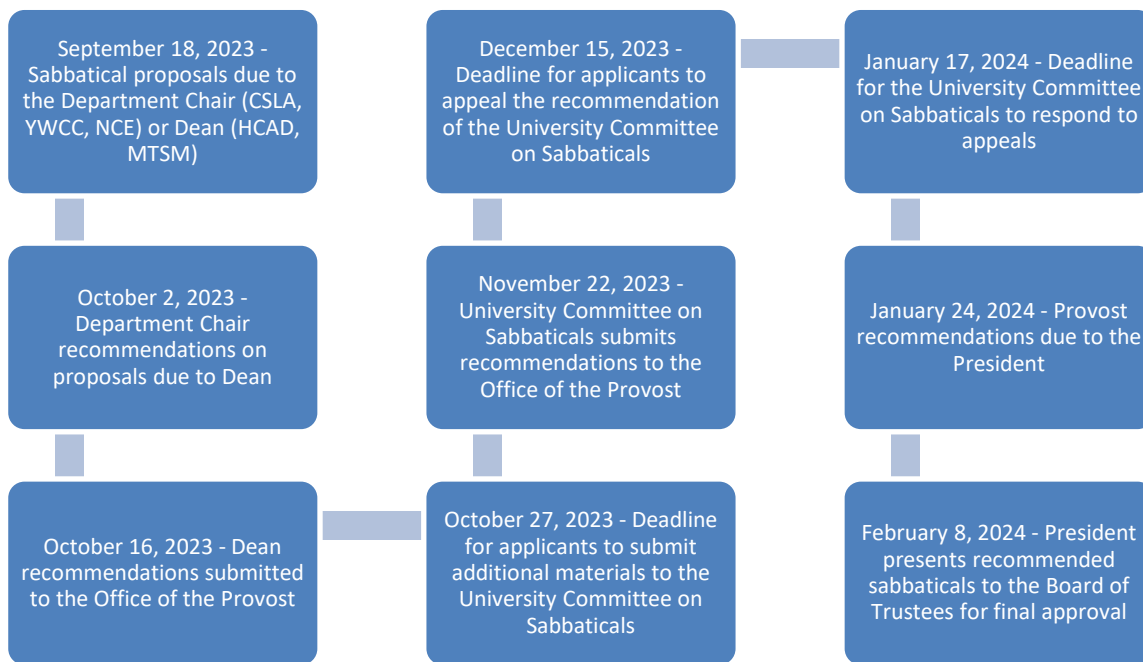 September 18, 2023 -
Sabbatical proposals due to
the Department Chair (CSLA,
YWCC, NCE) or Dean (HCAD,
MTSM)
October 2, 2023 -
Department Chair
recommendations on
proposals due to Dean
October 16, 2023 - Dean
recommendations submitted
to the Office of the Provost
October 27, 2023 - Deadline
for applicants to submit
additional materials to the
University Committee on
Sabbaticals
November 22, 2023 -
University Committee on
Sabbaticals submits
recommendations to the
Office of the Provost
December 15, 2023 -
Deadline for applicants to
appeal the recommendation
of the University Committee
on Sabbaticals
January 17, 2024 - Deadline
for the University Committee
on Sabbaticals to respond to
appeals
January 24, 2024 - Provost
recommendations due to the
President
February 8, 2024 - President
presents recommended
sabbaticals to the Board of
Trustees for final approval